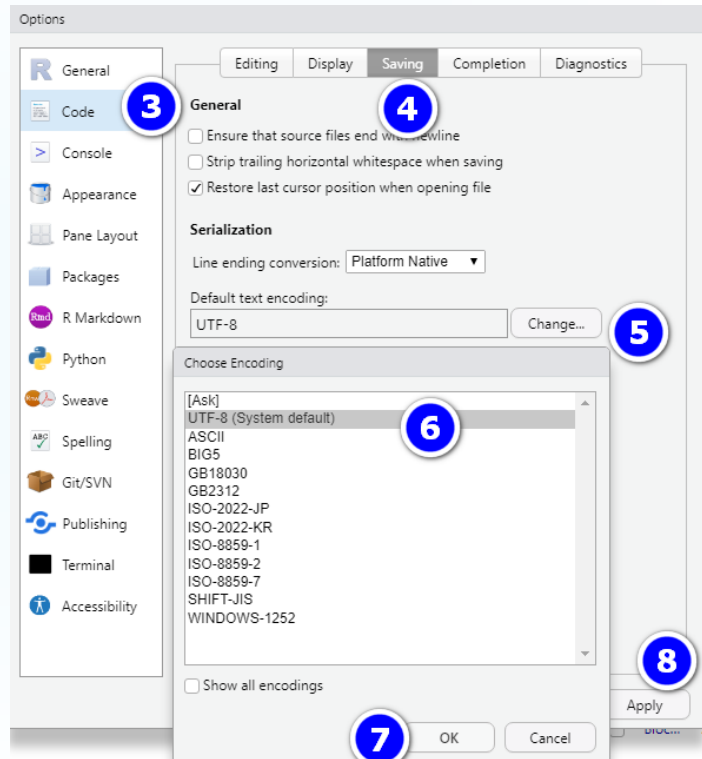 Options
General
Code
Console
Appearance
Pane Layout
Packages
Rmd
R Markdown
Python
Sweave
ABC
Spelling
Git/SVN
Publishing
Terminal
Accessibility
3
Editing Display Saving Completion Diagnostics
4
General
Ensure that source files end with newline
Strip trailing horizontal whitespace when saving
Restore last cursor position when opening file
Serialization
Line ending conversion: Platform Native
Default text encoding:
UTF-8 Change...
5
Choose Encoding
[Ask]
UTF-8 (System default)
6
ASCII
BIG5
GB18030
GB2312
ISO-2022-JP
ISO-2022-KR
ISO-8859-1
ISO-8859-2
ISO-8859-7
SHIFT-JIS
WINDOWS-1252
Show all encodings
7 OK Cancel
8
Apply